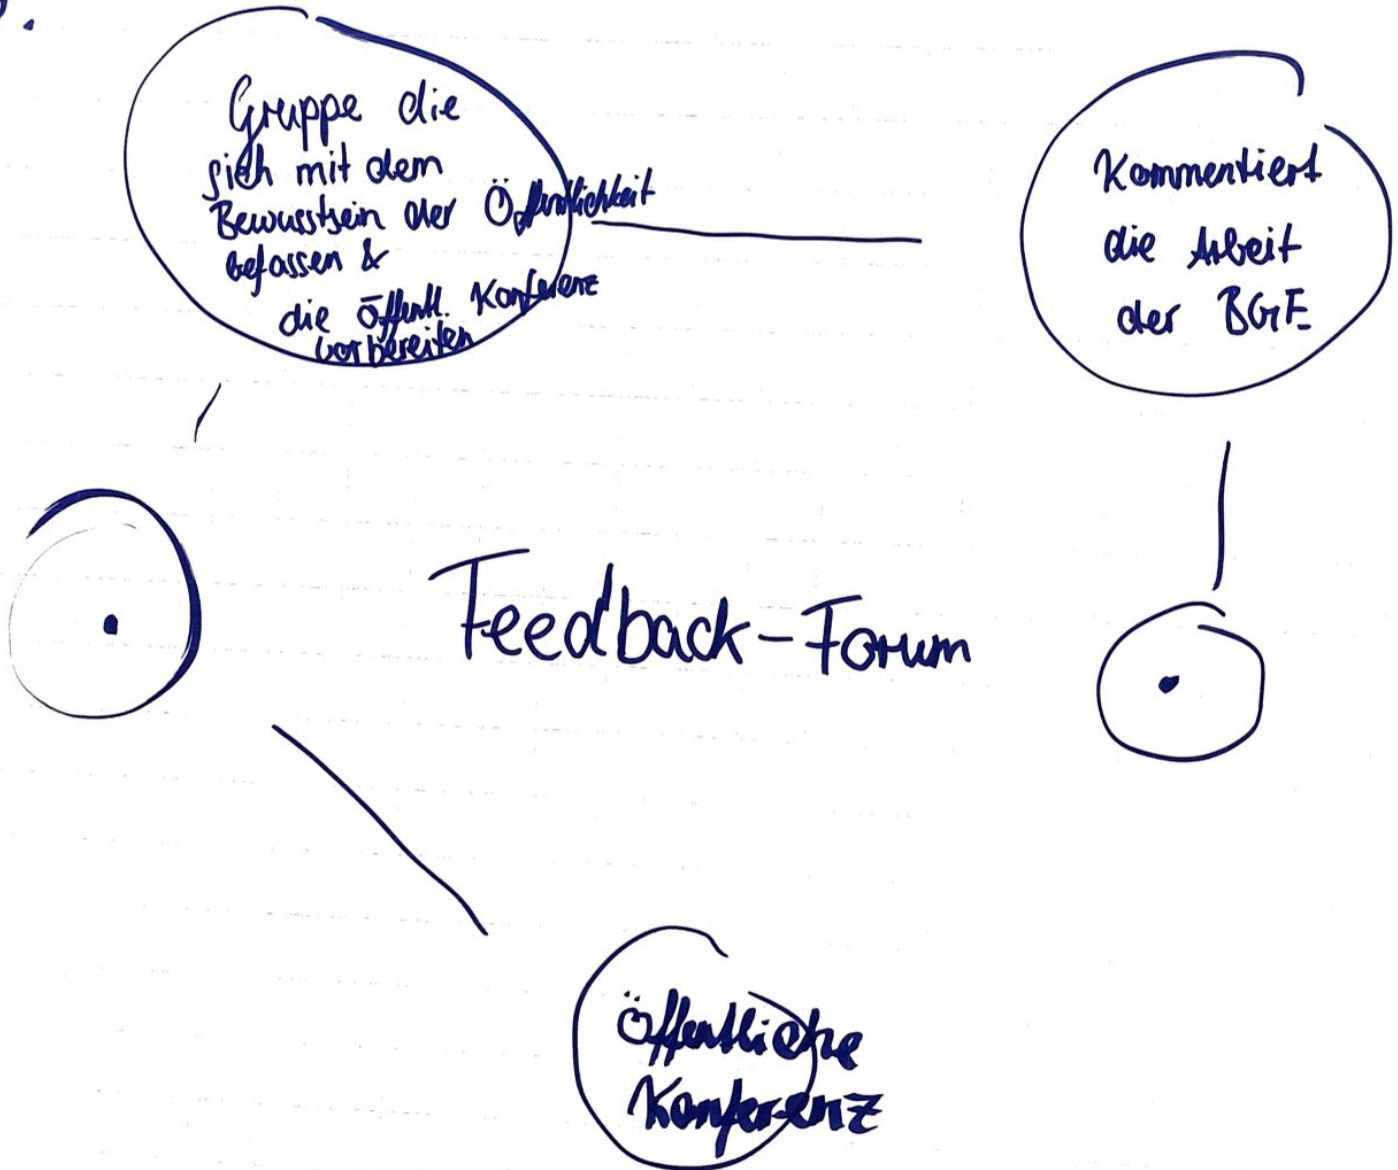 Gruppe die
sich mit dem
Bewusstsein der Öffentlichkeit
befassen &
die Öffentl. Konferenz
vorbereiten
Kommentiert
die Arbeit
der BGE
Feedback-Forum
Öffentliche
Konferenz